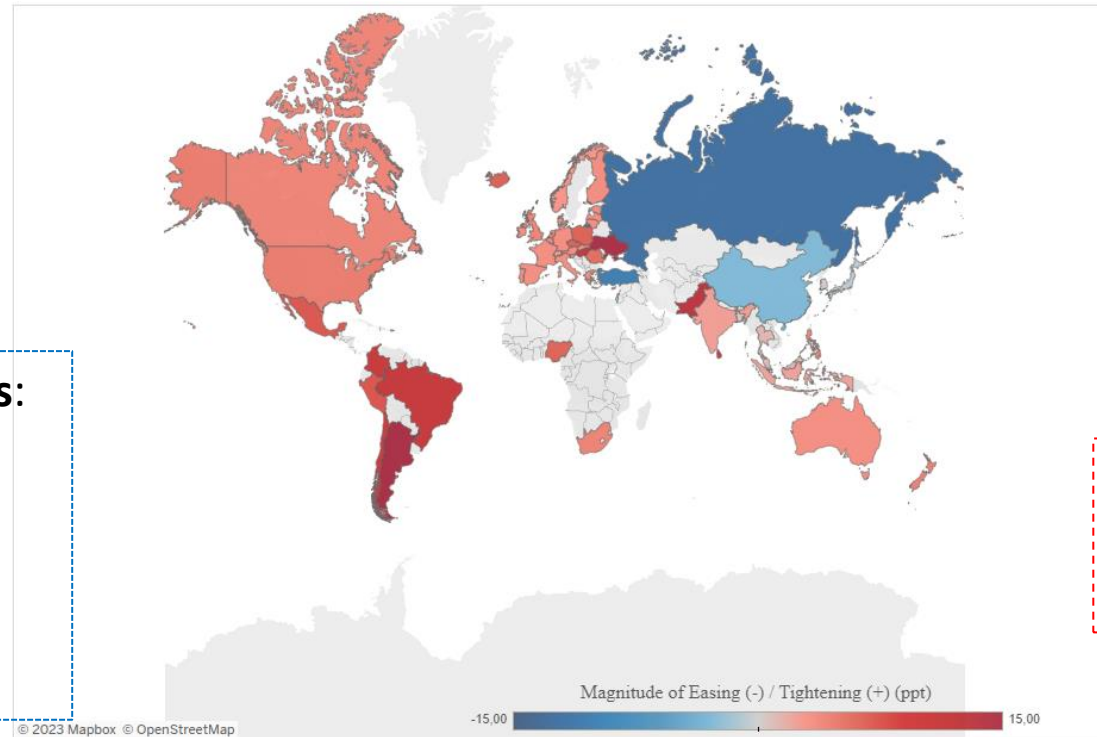 s:
Magnitude of Easing (-) / Tightening (+) (ppt)
-15,00
15,00
© 2023 Mapbox © OpenStreetMap